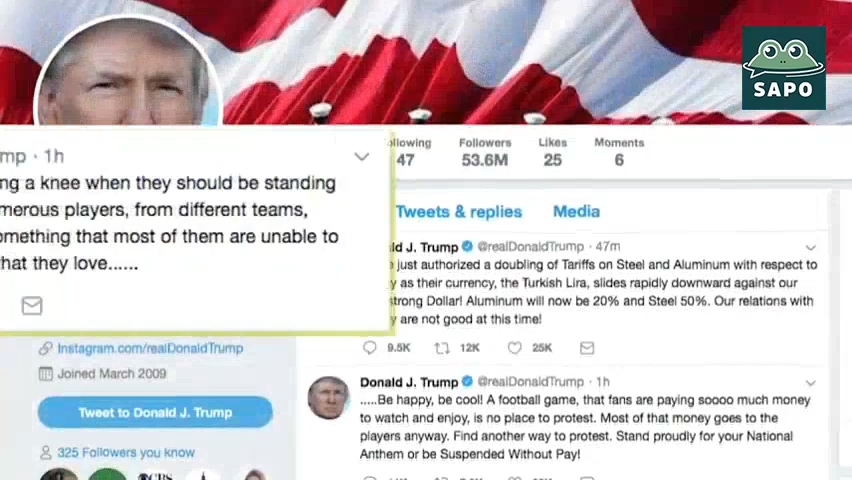 SAPO
Following Followers Likes Moments
47 53.6M 25 6
mp · 1h
ng a knee when they should be standing
merous players, from different teams,
omething that most of them are unable to
hat they love......
Tweets & replies Media
ld J. Trump @realDonaldTrump · 47m
just authorized a doubling of Tariffs on Steel and Aluminum with respect to
y as their currency, the Turkish Lira, slides rapidly downward against our
strong Dollar! Aluminum will now be 20% and Steel 50%. Our relations with
y are not good at this time!
9.5K 12K 25K
Instagram.com/realDonaldTrump
Joined March 2009
Tweet to Donald J. Trump
325 Followers you know
CBS
Donald J. Trump @realDonaldTrump · 1h
.....Be happy, be cool! A football game, that fans are paying soooo much money
to watch and enjoy, is no place to protest. Most of that money goes to the
players anyway. Find another way to protest. Stand proudly for your National
Anthem or be Suspended Without Pay!